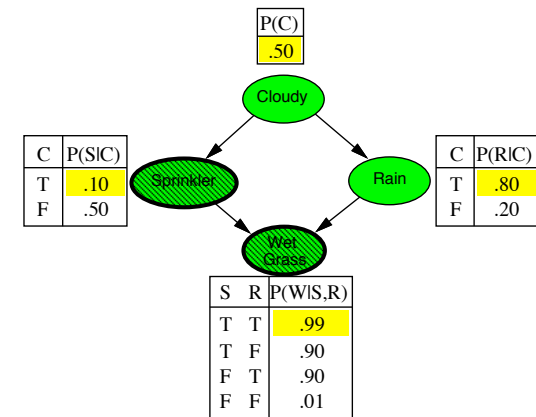 P(C)
.50
Cloudy
C P(S|C)
T .10
F .50
Sprinkler
Rain
C P(R|C)
T .80
F .20
Wet
Grass
S R P(W|S,R)
T T .99
T F .90
F T .90
F F .01